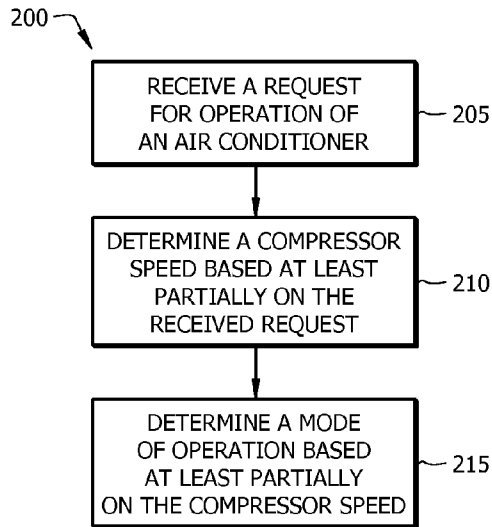 200
RECEIVE A REQUEST
FOR OPERATION OF
AN AIR CONDITIONER
205
DETERMINE A COMPRESSOR
SPEED BASED AT LEAST
PARTIALLY ON THE
RECEIVED REQUEST
210
DETERMINE A MODE
OF OPERATION BASED
AT LEAST PARTIALLY
ON THE COMPRESSOR SPEED
215